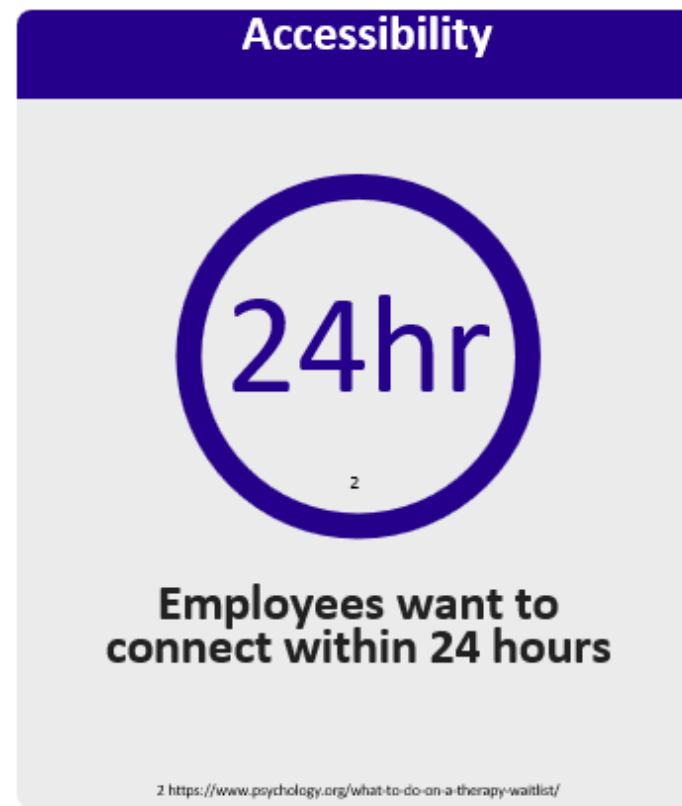 Accessibility
24hr
2
Employees want to
connect within 24 hours
2 https://www.psychology.org/what-to-do-on-a-therapy-waitlist/